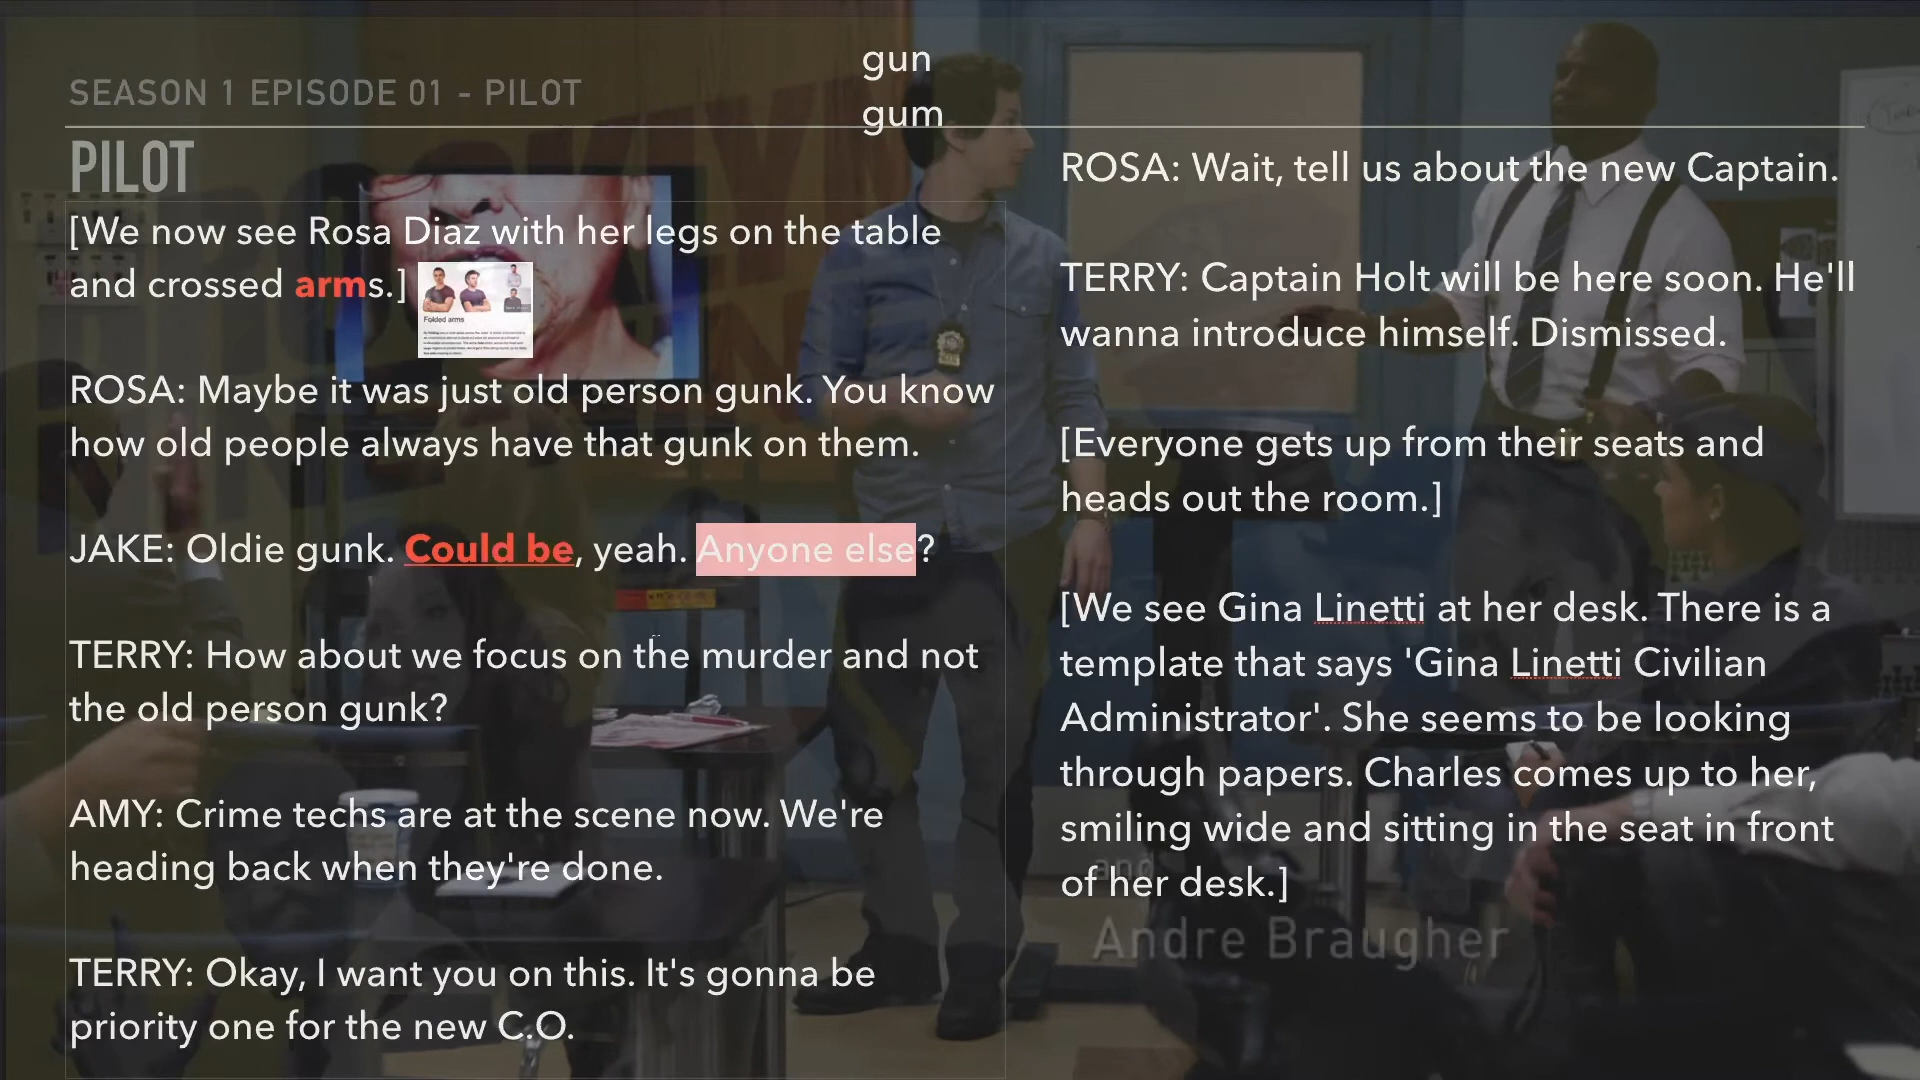 gun
gum
SEASON 1 EPISODE 01 - PILOT
PILOT
[We now see Rosa Diaz with her legs on the table
and crossed arms.]
Folded arms
ROSA: Maybe it was just old person gunk. You know
how old people always have that gunk on them.
JAKE: Oldie gunk. Could be, yeah. Anyone else?
TERRY: How about we focus on the murder and not
the old person gunk?
AMY: Crime techs are at the scene now. We're
heading back when they're done.
TERRY: Okay, I want you on this. It's gonna be
priority one for the new C.O.
ROSA: Wait, tell us about the new Captain.
TERRY: Captain Holt will be here soon. He'll
wanna introduce himself. Dismissed.
[Everyone gets up from their seats and
heads out the room.]
[We see Gina Linetti at her desk. There is a
template that says 'Gina Linetti Civilian
Administrator'. She seems to be looking
through papers. Charles comes up to her,
smiling wide and sitting in the seat in front
of her desk.]
and
Andre Braugher